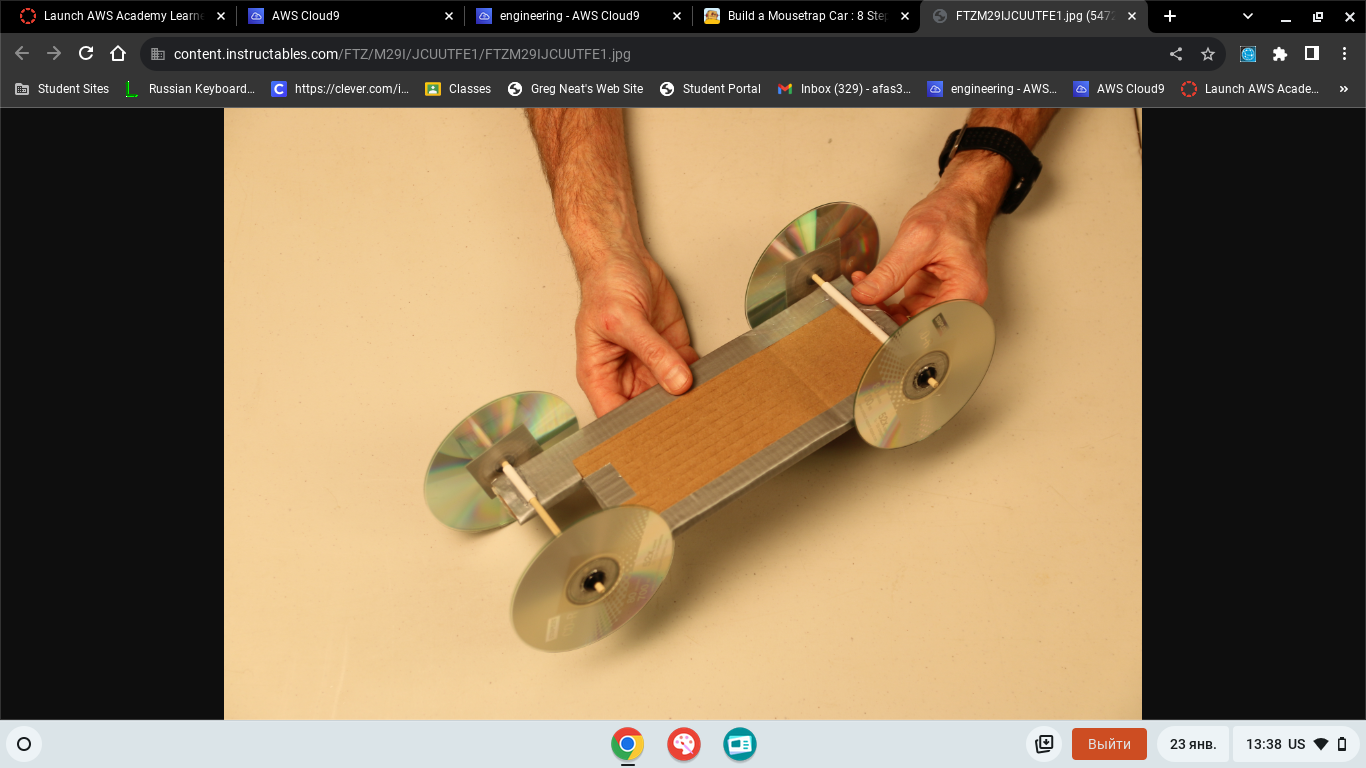 Launch AWS Academy Learne
AWS Cloud9
engineering - AWS Cloud9
Build a Mousetrap Car : 8 Step
FTZM29IJCUUTFE1.jpg (5472
content.instructables.com/FTZ/M29I/JCUUTFE1/FTZM29IJCUUTFE1.jpg
Student Sites
Russian Keyboard...
https://clever.com/i...
Classes
Greg Neat's Web Site
Student Portal
Inbox (329) - afas3...
engineering - AWS...
AWS Cloud9
Launch AWS Acade...
»
Выйти
23 янв.
13:38 US